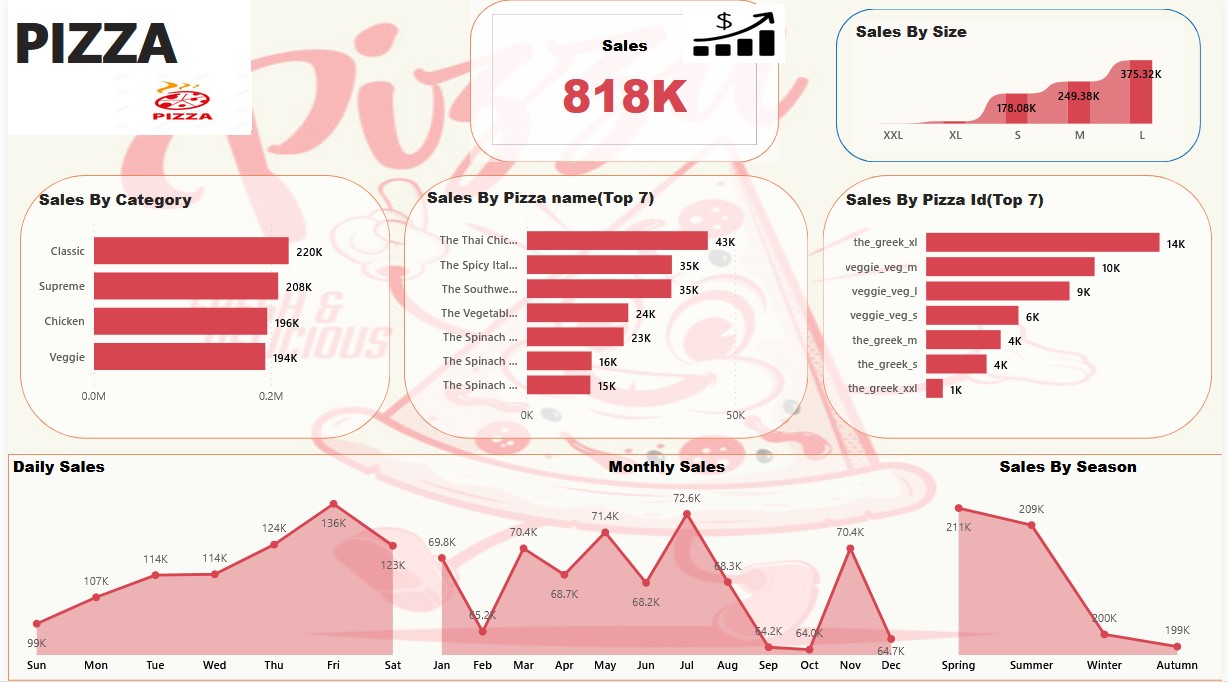 PIZZA
PIZZA
Pizza
Sales
818K
$
Sales By Size
178.08K
249.38K
375.32K
XXL XL S M L
Sales By Category
Classic 220K
Supreme 208K
Chicken 196K
Veggie 194K
0.0M 0.2M
FRESH &
DELICIOUS
Sales By Pizza name(Top 7)
The Thai Chic... 43K
The Spicy Ital... 35K
The Southwe... 35K
The Vegetabl... 24K
The Spinach ... 23K
The Spinach ... 16K
The Spinach ... 15K
0K 50K
Sales By Pizza Id(Top 7)
the_greek_xl 14K
veggie_veg_m 10K
veggie_veg_l 9K
veggie_veg_s 6K
the_greek_m 4K
the_greek_s 4K
the_greek_xxl 1K
Daily Sales
99K 107K 114K 114K 124K 136K 123K
Sun Mon Tue Wed Thu Fri Sat
Monthly Sales
69.8K 65.2K 70.4K 68.7K 71.4K 68.2K 72.6K 68.3K 64.2K 64.0K 70.4K 64.7K
Jan Feb Mar Apr May Jun Jul Aug Sep Oct Nov Dec
Sales By Season
211K 209K 200K 199K
Spring Summer Winter Autumn